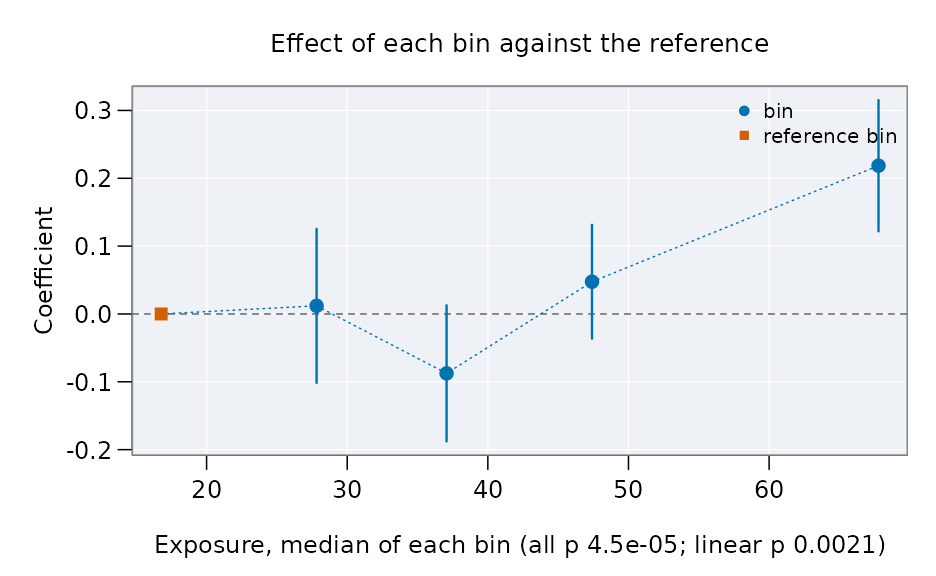 Effect of each bin against the reference
bin
reference bin
0.3
0.2
0.1
0.0
-0.1
-0.2
Coefficient
20 30 40 50 60
Exposure, median of each bin (all p 4.5e-05; linear p 0.0021)